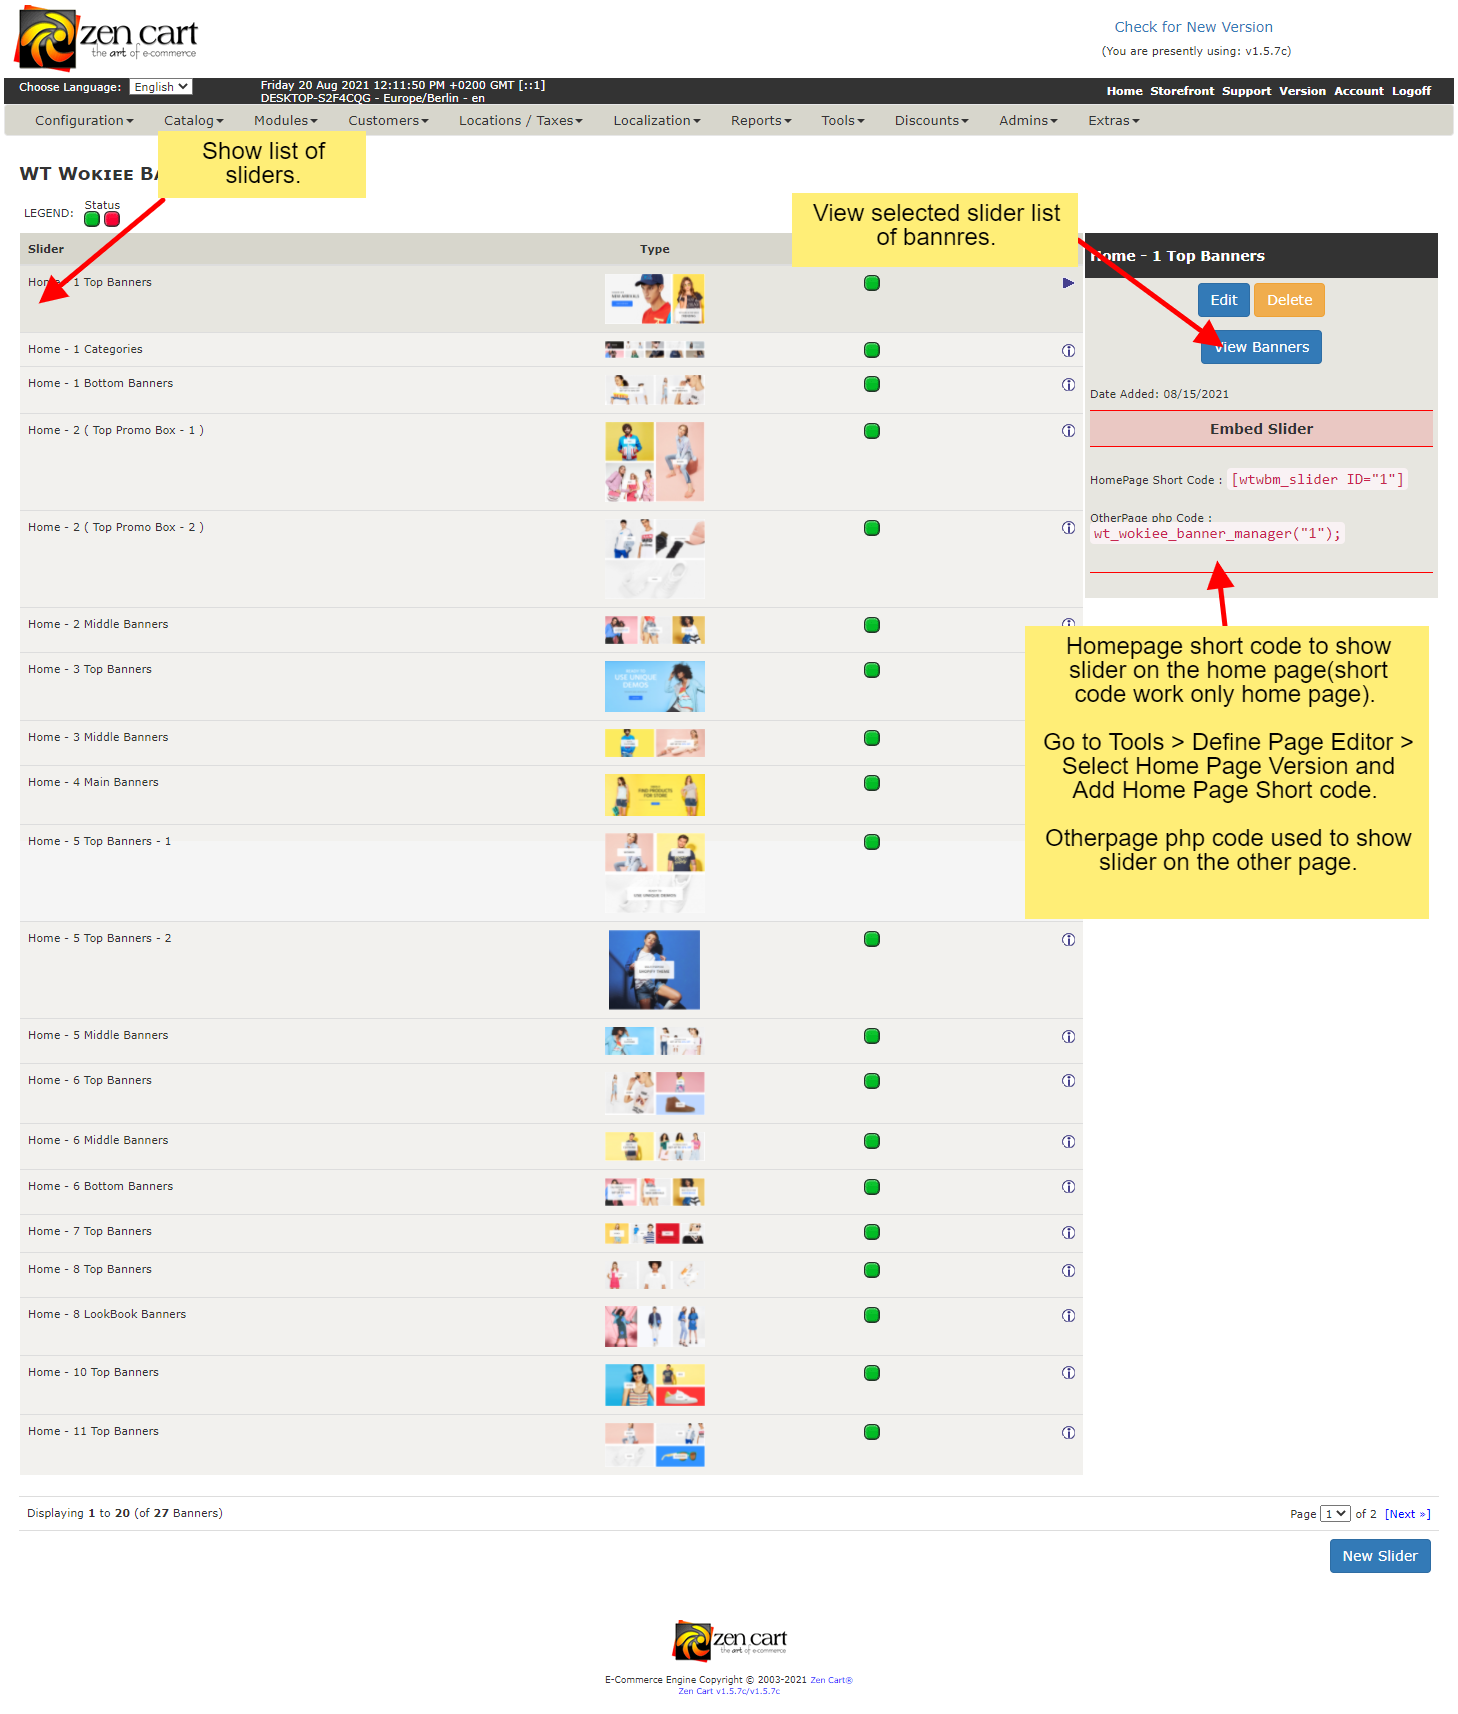 zen cart
the art of e-commerce
Check for New Version
(You are presently using: v1.5.7c)
Choose Language: English
Friday 20 Aug 2021 12:11:50 PM +0200 GMT [::1]
DESKTOP-S2F4CQG - Europe/Berlin - en
Home Storefront Support Version Account Logoff
Configuration Catalog Modules Customers Locations / Taxes Localization Reports Tools Discounts Admins Extras
Show list of
sliders.
WT Wokiee
LEGEND: Status
View selected slider list
of bannres.
Slider Type
Home - 1 Top Banners
Home - 1 Top Banners
Edit Delete
View Banners
Date Added: 08/15/2021
Embed Slider
HomePage Short Code : [wtwbm_slider ID="1"]
OtherPage php Code :
wt_wokiee_banner_manager("1");
Home - 1 Categories
Home - 1 Bottom Banners
Home - 2 ( Top Promo Box - 1 )
Home - 2 ( Top Promo Box - 2 )
Home - 2 Middle Banners
Home - 3 Top Banners
USE UNIQUE
DEMOS
Home - 3 Middle Banners
Home - 4 Main Banners
FIND PRODUCTS
FOR STORE
Home - 5 Top Banners - 1
USE UNIQUE DEMOS
Home - 5 Top Banners - 2
SHOPIFY THEME
Home - 5 Middle Banners
Home - 6 Top Banners
Home - 6 Middle Banners
Home - 6 Bottom Banners
Home - 7 Top Banners
Home - 8 Top Banners
Home - 8 LookBook Banners
Home - 10 Top Banners
Home - 11 Top Banners
Homepage short code to show
slider on the home page(short
code work only home page).
Go to Tools > Define Page Editor >
Select Home Page Version and
Add Home Page Short code.
Otherpage php code used to show
slider on the other page.
Displaying 1 to 20 (of 27 Banners)
Page 1 of 2 [Next »]
New Slider
zen cart
the art of e-commerce
E-Commerce Engine Copyright © 2003-2021 Zen Cart®
Zen Cart v1.5.7c/v1.5.7c